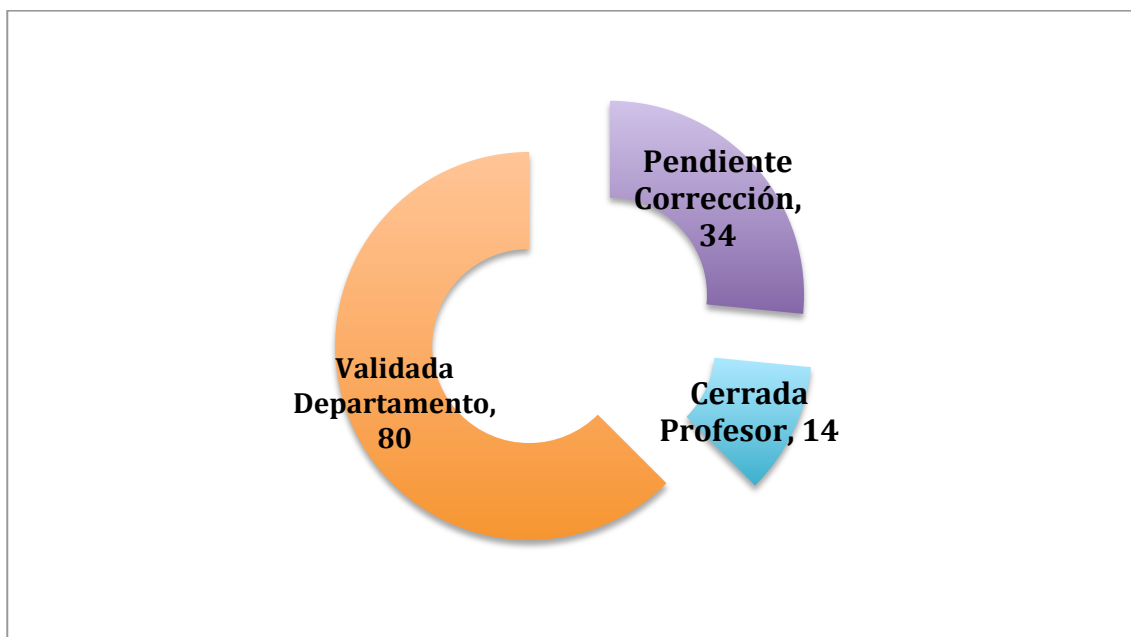 Pendiente
Corrección,
34
Validada
Departamento,
80
Cerrada
Profesor, 14